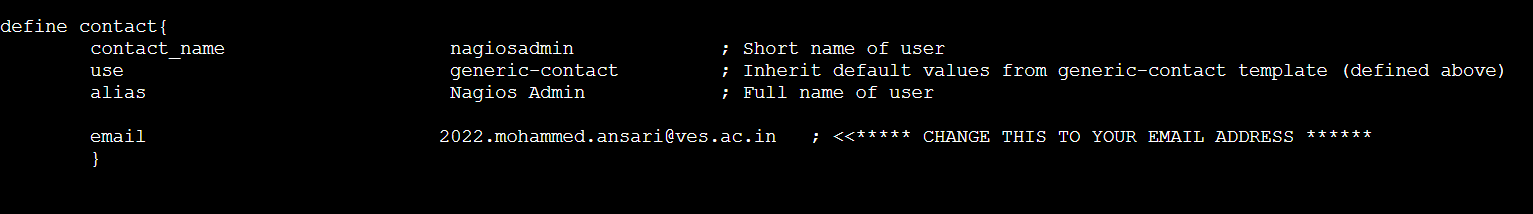 define contact{
contact_name nagiosadmin ; Short name of user
use generic-contact ; Inherit default values from generic-contact template (defined above)
alias Nagios Admin ; Full name of user
email 2022.mohammed.ansari@ves.ac.in ; <<***** CHANGE THIS TO YOUR EMAIL ADDRESS ******
}